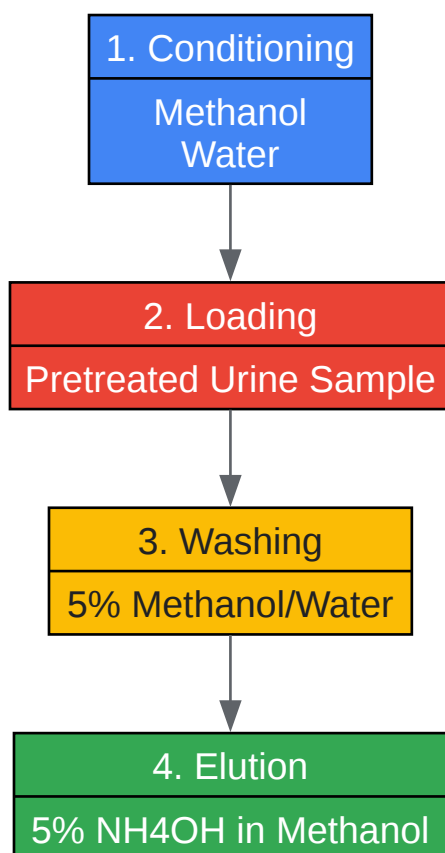 1. Conditioning
Methanol
Water
2. Loading
Pretreated Urine Sample
3. Washing
5% Methanol/Water
4. Elution
5% NH4OH in Methanol